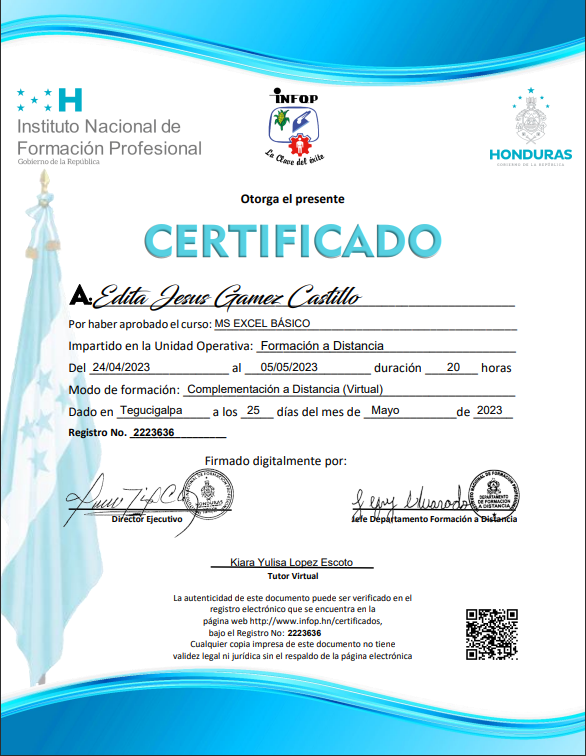 H
Instituto Nacional de
Formación Profesional
Gobierno de la República
INFOP
La Clave del éxito
HONDURAS
GOBIERNO DE LA REPÚBLICA
Otorga el presente
CERTIFICADO
A: Edita Jesus Gamez Castillo
Por haber aprobado el curso: MS EXCEL BÁSICO
Impartido en la Unidad Operativa: Formación a Distancia
Del 24/04/2023 al 05/05/2023 duración 20 horas
Modo de formación: Complementación a Distancia (Virtual)
Dado en Tegucigalpa a los 25 días del mes de Mayo de 2023
Registro No. 2223636
Firmado digitalmente por:
HONDURAS
DEPARTAMENTO
DE FORMACIÓN
A DISTANCIA
Director Ejecutivo
Jefe Departamento Formación a Distancia
Kiara Yulisa Lopez Escoto
Tutor Virtual
La autenticidad de este documento puede ser verificado en el
registro electrónico que se encuentra en la
página web http://www.infop.hn/certificados,
bajo el Registro No: 2223636
Cualquier copia impresa de este documento no tiene
validez legal ni jurídica sin el respaldo de la página electrónica